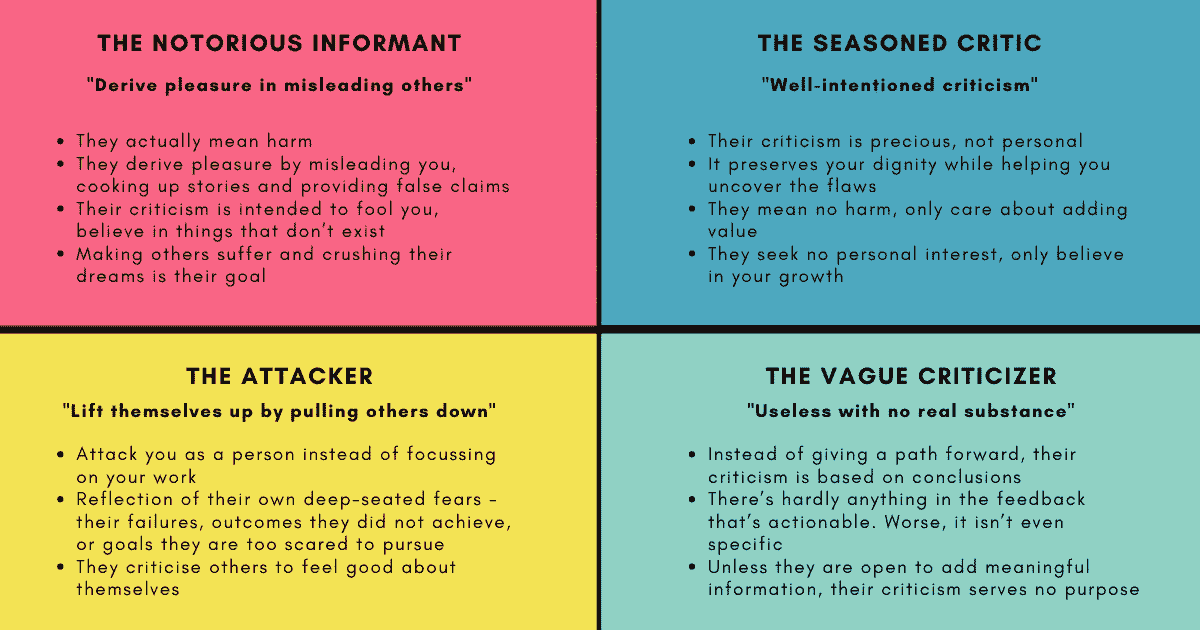 THE NOTORIOUS INFORMANT
"Derive pleasure in misleading others"
• They actually mean harm
• They derive pleasure by misleading you,
cooking up stories and providing false claims
• Their criticism is intended to fool you,
believe in things that don't exist
• Making others suffer and crushing their
dreams is their goal
THE SEASONED CRITIC
"Well-intentioned criticism"
• Their criticism is precious, not personal
• It preserves your dignity while helping you
uncover the flaws
• They mean no harm, only care about adding
value
• They seek no personal interest, only believe
in your growth
THE ATTACKER
"Lift themselves up by pulling others down"
• Attack you as a person instead of focussing
on your work
• Reflection of their own deep-seated fears -
their failures, outcomes they did not achieve,
or goals they are too scared to pursue
• They criticise others to feel good about
themselves
THE VAGUE CRITICIZER
"Useless with no real substance"
• Instead of giving a path forward, their
criticism is based on conclusions
• There's hardly anything in the feedback
that's actionable. Worse, it isn't even
specific
• Unless they are open to add meaningful
information, their criticism serves no purpose